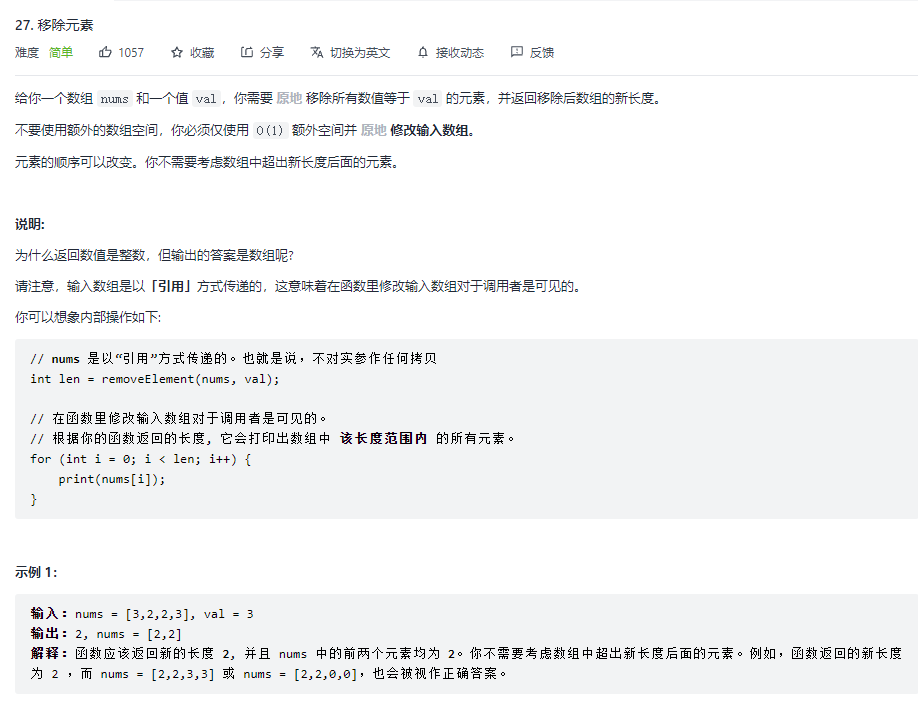 27. 移除元素
难度 简单 1057 收藏 分享 切换为英文 接收动态 反馈
给你一个数组 nums 和一个值 val，你需要 原地 移除所有数值等于 val 的元素，并返回移除后数组的新长度。
不要使用额外的数组空间，你必须仅使用 O(1) 额外空间并 原地 修改输入数组。
元素的顺序可以改变。你不需要考虑数组中超出新长度后面的元素。
说明:
为什么返回数值是整数，但输出的答案是数组呢?
请注意，输入数组是以「引用」方式传递的，这意味着在函数里修改输入数组对于调用者是可见的。
你可以想象内部操作如下:
// nums 是以“引用”方式传递的。也就是说，不对实参作任何拷贝
int len = removeElement(nums, val);
// 在函数里修改输入数组对于调用者是可见的。
// 根据你的函数返回的长度, 它会打印出数组中 该长度范围内 的所有元素。
for (int i = 0; i < len; i++) {
    print(nums[i]);
}
示例 1：
输入：nums = [3,2,2,3], val = 3
输出：2, nums = [2,2]
解释：函数应该返回新的长度 2, 并且 nums 中的前两个元素均为 2。你不需要考虑数组中超出新长度后面的元素。例如，函数返回的新长度
为 2 ，而 nums = [2,2,3,3] 或 nums = [2,2,0,0]，也会被视作正确答案。